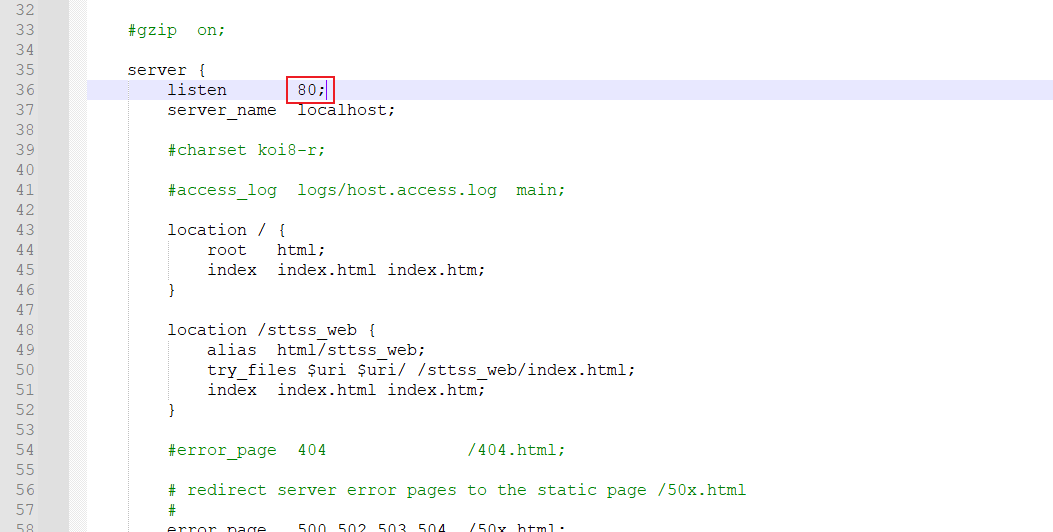 32
33 #gzip  on;
34
35 server {
36     listen       80;
37     server_name  localhost;
38
39     #charset koi8-r;
40
41     #access_log  logs/host.access.log  main;
42
43     location / {
44         root   html;
45         index  index.html index.htm;
46     }
47
48     location /sttss_web {
49         alias  html/sttss_web;
50         try_files $uri $uri/ /sttss_web/index.html;
51         index  index.html index.htm;
52     }
53
54     #error_page  404              /404.html;
55
56     # redirect server error pages to the static page /50x.html
57     #
58     error_page   500 502 503 504  /50x.html;